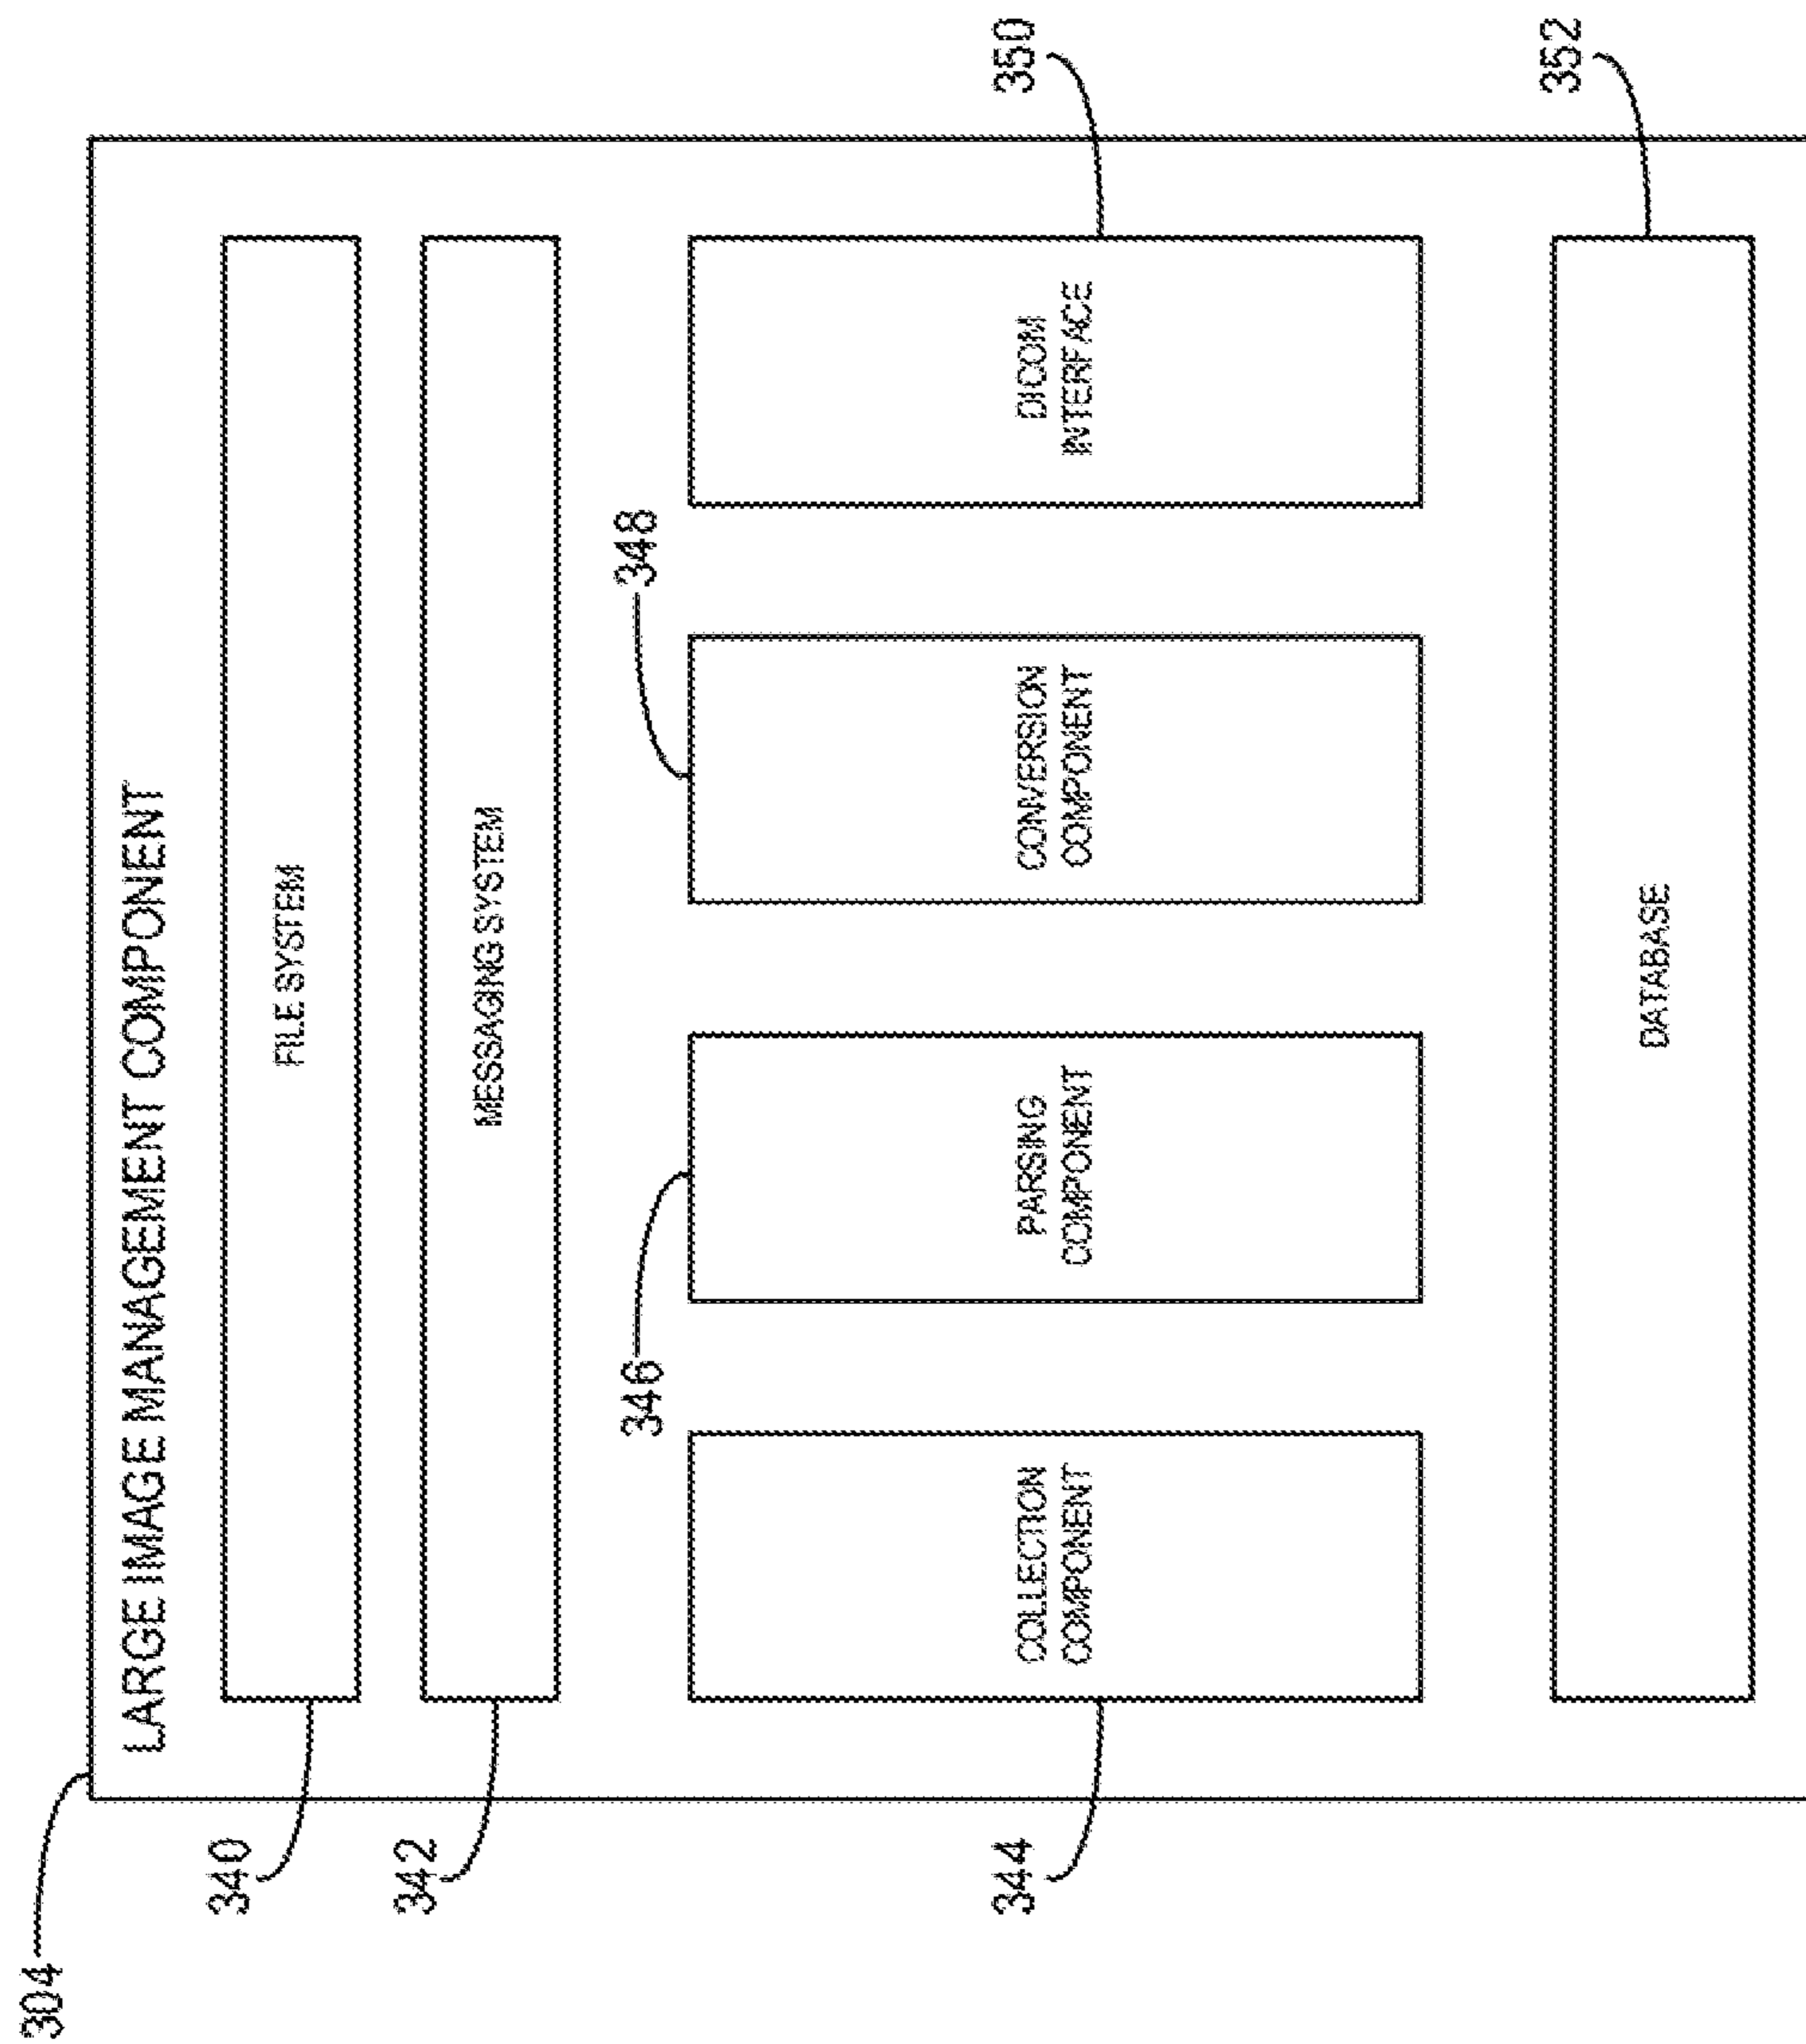 304
LARGE IMAGE MANAGEMENT COMPONENT
340
FILE SYSTEM
342
MESSAGING SYSTEM
346
348
344
COLLECTION
COMPONENT
PARSING
COMPONENT
CONVERSION
COMPONENT
DICOM
INTERFACE
350
DATABASE
352